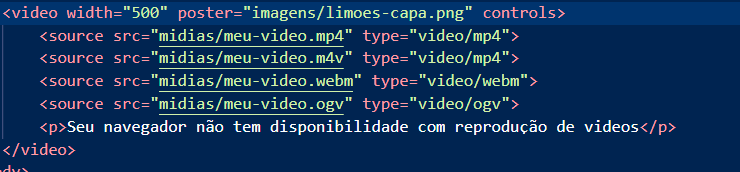 <video width="500" poster="imagens/limoes-capa.png" controls>
<source src="midias/meu-video.mp4" type="video/mp4">
<source src="midias/meu-video.m4v" type="video/mp4">
<source src="midias/meu-video.webm" type="video/webm">
<source src="midias/meu-video.ogv" type="video/ogv">
<p>Seu navegador não tem disponibilidade com reprodução de videos</p>
</video>